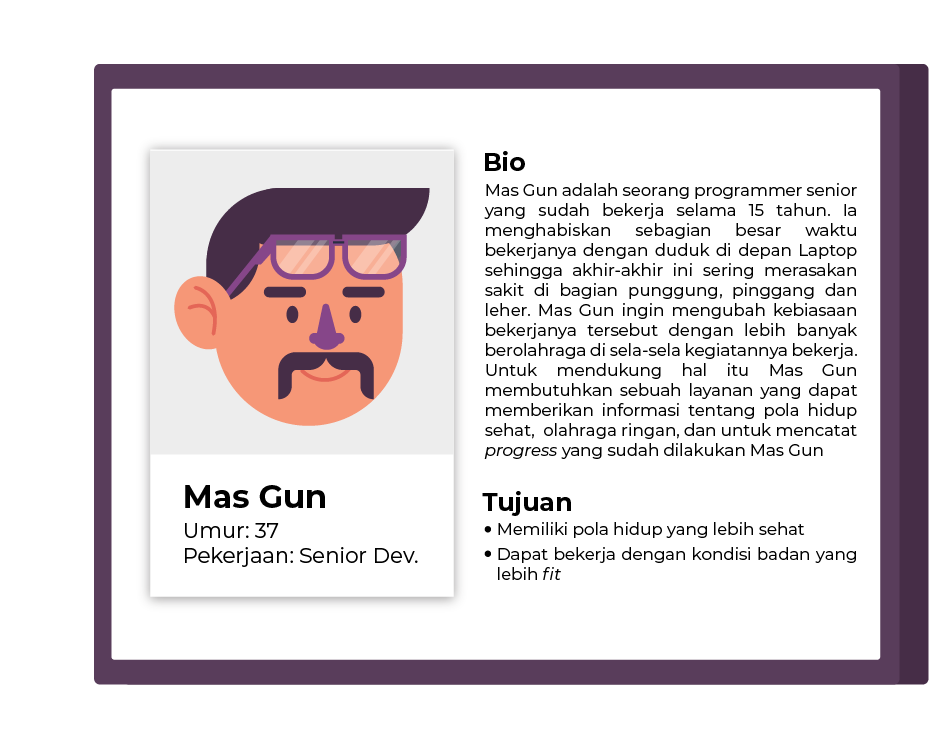 Mas Gun
Umur: 37
Pekerjaan: Senior Dev.
Bio
Mas Gun adalah seorang programmer senior
yang sudah bekerja selama 15 tahun. Ia
menghabiskan sebagian besar waktu
bekerjanya dengan duduk di depan Laptop
sehingga akhir-akhir ini sering merasakan
sakit di bagian punggung, pinggang dan
leher. Mas Gun ingin mengubah kebiasaan
bekerjanya tersebut dengan lebih banyak
berolahraga di sela-sela kegiatannya bekerja.
Untuk mendukung hal itu Mas Gun
membutuhkan sebuah layanan yang dapat
memberikan informasi tentang pola hidup
sehat, olahraga ringan, dan untuk mencatat
progress yang sudah dilakukan Mas Gun
Tujuan
• Memiliki pola hidup yang lebih sehat
• Dapat bekerja dengan kondisi badan yang
lebih fit